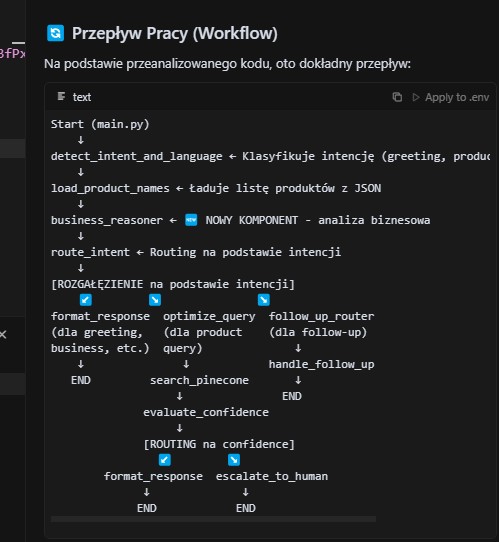 3fPx
🔄 Przepływ Pracy (Workflow)
Na podstawie przeanalizowanego kodu, oto dokładny przepływ:
text
Apply to .env
Start (main.py)
↓
detect_intent_and_language ← Klasyfikuje intencję (greeting, produc
↓
load_product_names ← Ładuje listę produktów z JSON
↓
business_reasoner ← 🆕 NOWY KOMPONENT - analiza biznesowa
↓
route_intent ← Routing na podstawie intencji
↓
[ROZGAŁĘZIENIE na podstawie intencji]
↙️ ↘️ ↘️
format_response optimize_query follow_up_router
(dla greeting, (dla product (dla follow-up)
business, etc.) query) ↓
↓ ↓ handle_follow_up
END search_pinecone ↓
↓ END
evaluate_confidence
↓
[ROUTING na confidence]
↙️ ↘️
format_response escalate_to_human
↓ ↓
END END